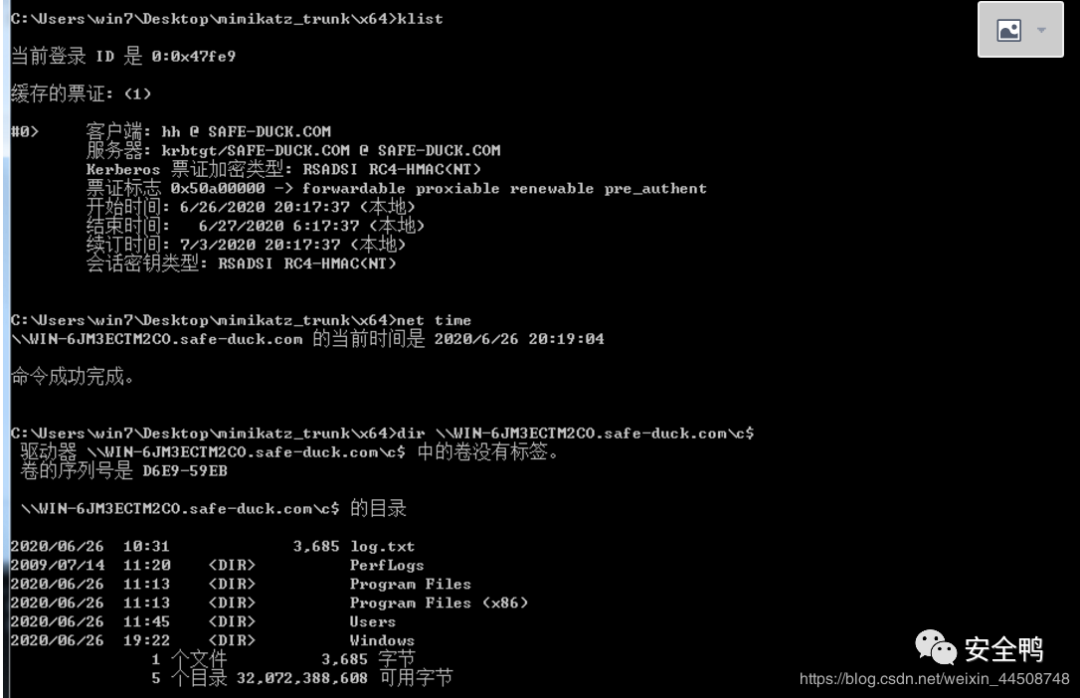 C:\Users\win7\Desktop\mimikatz_trunk\x64>klist
当前登录 ID 是 0:0x47fe9
缓存的票证: (1)
#0> 客户端: hh @ SAFE-DUCK.COM
服务器: krbtgt/SAFE-DUCK.COM @ SAFE-DUCK.COM
Kerberos 票证加密类型: RSADSI RC4-HMAC(NT)
票证标志 0x50a00000 -> forwardable proxiable renewable pre_authent
开始时间: 6/26/2020 20:17:37 (本地)
结束时间: 6/27/2020 6:17:37 (本地)
续订时间: 7/3/2020 20:17:37 (本地)
会话密钥类型: RSADSI RC4-HMAC(NT)
C:\Users\win7\Desktop\mimikatz_trunk\x64>net time
\\WIN-6JM3ECTM2CO.safe-duck.com 的当前时间是 2020/6/26 20:19:04
命令成功完成。
C:\Users\win7\Desktop\mimikatz_trunk\x64>dir \\WIN-6JM3ECTM2CO.safe-duck.com\c$
驱动器 \\WIN-6JM3ECTM2CO.safe-duck.com\c$ 中的卷没有标签。
卷的序列号是 D6E9-59EB
\\WIN-6JM3ECTM2CO.safe-duck.com\c$ 的目录
2020/06/26 10:31 3,685 log.txt
2009/07/14 11:20 <DIR> PerfLogs
2020/06/26 11:13 <DIR> Program Files
2020/06/26 11:13 <DIR> Program Files (x86)
2020/06/26 11:45 <DIR> Users
2020/06/26 19:22 <DIR> Windows
1 个文件 3,685 字节
5 个目录 32,072,388,608 可用字节
安全鸭
https://blog.csdn.net/weixin_44508748